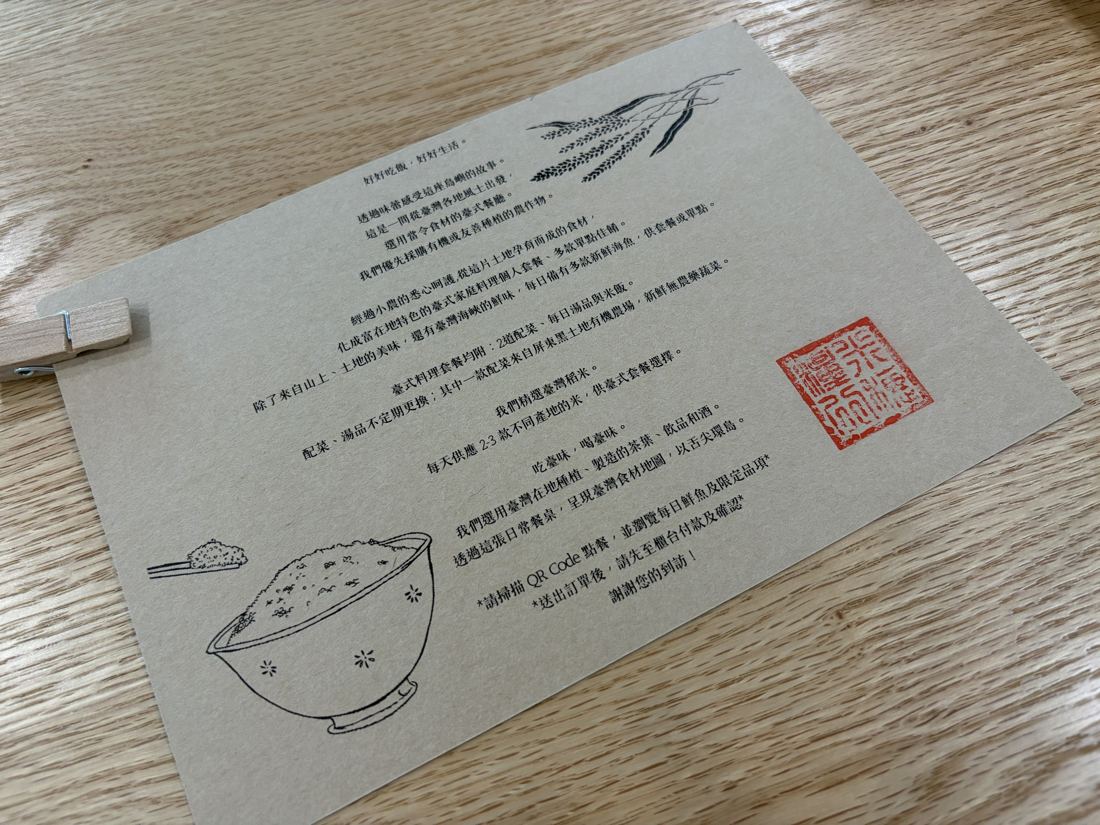 好好吃飯，好好生活。
透過味蕾感受這座島嶼的故事。
這是一間從臺灣各地風土出發，
選用當令食材的臺式餐廳。
我們優先採購有機或友善種植的農作物。
經過小農的悉心呵護,從這片土地孕育而成的食材，
化成富在地特色的臺式家庭料理個人套餐、多款單點佳餚。
除了來自山上、土地的美味，還有臺灣海峽的鮮味，每日備有多款新鮮海魚，供套餐或單點。
臺式料理套餐均附：2道配菜、每日湯品與米飯。
配菜、湯品不定期更換；其中一款配菜來自屏東黑土地有機農場，新鮮無農藥蔬菜。
我們精選臺灣稻米。
每天供應 2-3 款不同產地的米，供臺式套餐選擇。
吃臺味，喝臺味。
我們選用臺灣在地種植、製造的茶葉、飲品和酒。
透過這張日常餐桌，呈現臺灣食材地圖，以舌尖環島。
*請掃描 QR Code 點餐，並瀏覽每日鮮魚及限定品項*
*送出訂單後，請先至櫃台付款及確認*
謝謝您的到訪！